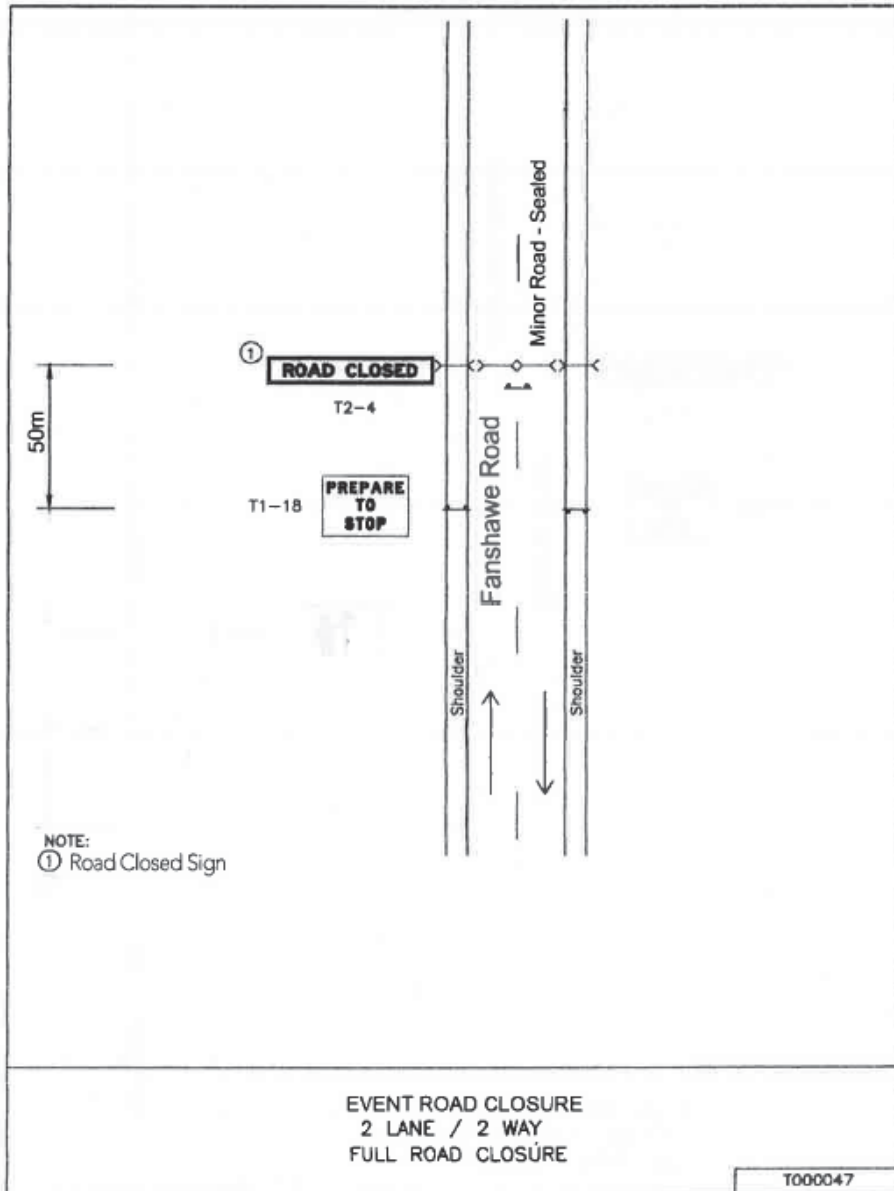 Minor Road - Sealed
①
ROAD CLOSED
T2-4
50m
Fanshawe Road
T1-18
PREPARE
TO
STOP
Shoulder
Shoulder
NOTE:
① Road Closed Sign
EVENT ROAD CLOSURE
2 LANE / 2 WAY
FULL ROAD CLOSURE
T000047